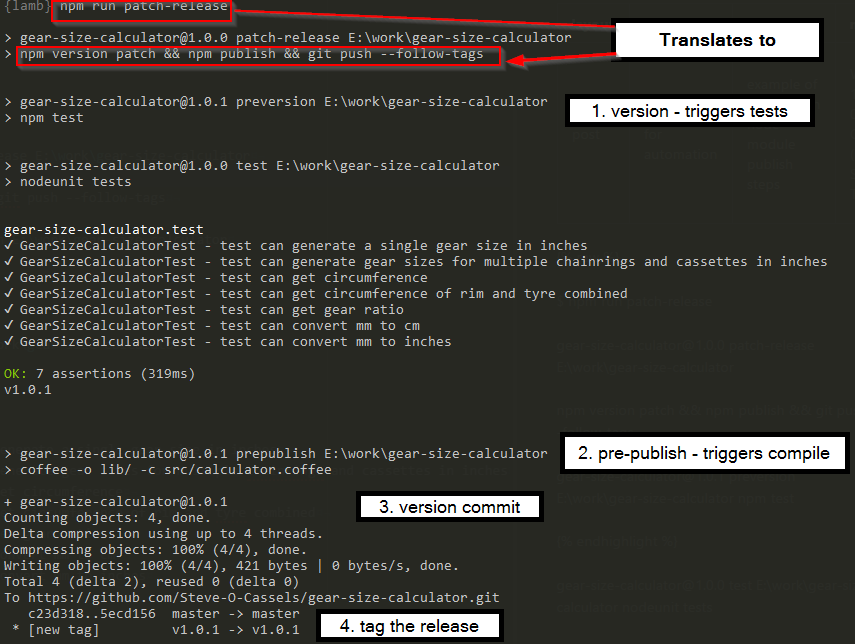 {lamb} npm run patch-release
> gear-size-calculator@1.0.0 patch-release E:\work\gear-size-calculator
> npm version patch && npm publish && git push --follow-tags
Translates to
> gear-size-calculator@1.0.1 preversion E:\work\gear-size-calculator
> npm test
1. version - triggers tests
> gear-size-calculator@1.0.0 test E:\work\gear-size-calculator
> nodeunit tests
gear-size-calculator.test
✓ GearSizeCalculatorTest - test can generate a single gear size in inches
✓ GearSizeCalculatorTest - test can generate gear sizes for multiple chainrings and cassettes in inches
✓ GearSizeCalculatorTest - test can get circumference
✓ GearSizeCalculatorTest - test can get circumference of rim and tyre combined
✓ GearSizeCalculatorTest - test can get gear ratio
✓ GearSizeCalculatorTest - test can convert mm to cm
✓ GearSizeCalculatorTest - test can convert mm to inches
OK: 7 assertions (319ms)
v1.0.1
> gear-size-calculator@1.0.1 prepublish E:\work\gear-size-calculator
> coffee -o lib/ -c src/calculator.coffee
2. pre-publish - triggers compile
+ gear-size-calculator@1.0.1
3. version commit
Counting objects: 4, done.
Delta compression using up to 4 threads.
Compressing objects: 100% (4/4), done.
Writing objects: 100% (4/4), 421 bytes | 0 bytes/s, done.
Total 4 (delta 2), reused 0 (delta 0)
To https://github.com/Steve-O-Cassels/gear-size-calculator.git
c23d318..5ecd156  master -> master
* [new tag]         v1.0.1 -> v1.0.1
4. tag the release